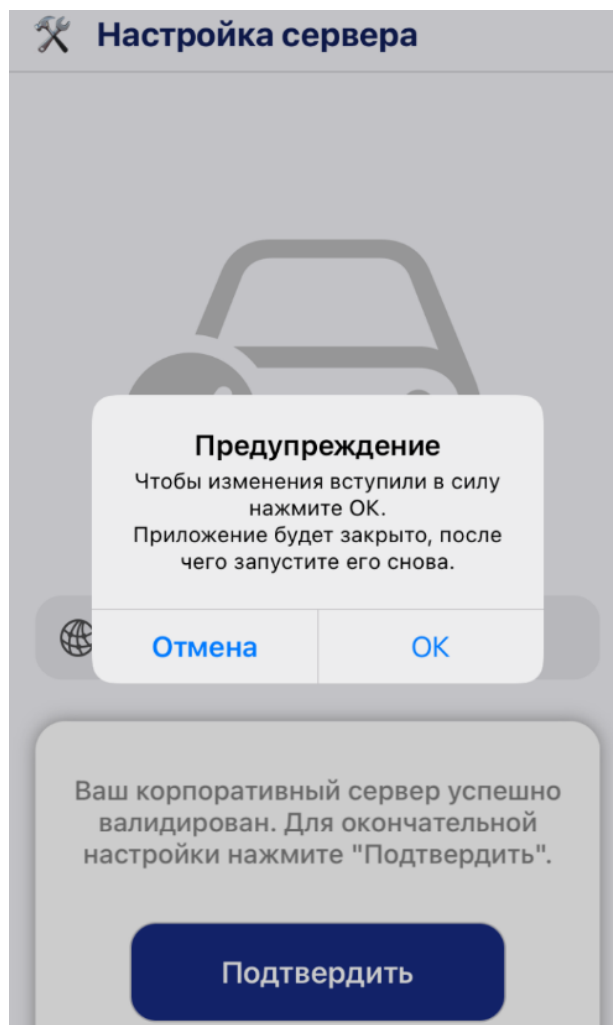 Настройка сервера
Предупреждение
Чтобы изменения вступили в силу
нажмите ОК.
Приложение будет закрыто, после
чего запустите его снова.
Отмена
ОК
Ваш корпоративный сервер успешно
валидирован. Для окончательной
настройки нажмите "Подтвердить".
Подтвердить